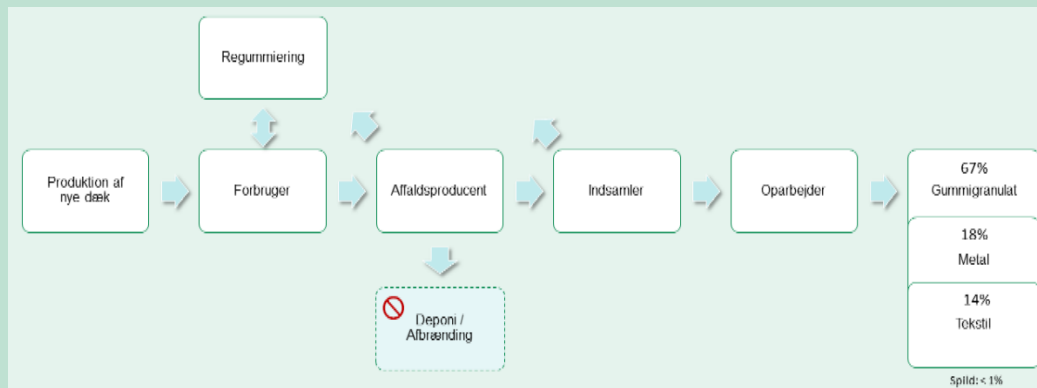 Regummiering
Produktion af
nye dæk
Forbruger
Affaldsproducent
Indsamler
Oparbejder
67%
Gummigranulat
18%
Metal
14%
Tekstil
Deponi /
Afbrænding
Spild: < 1%